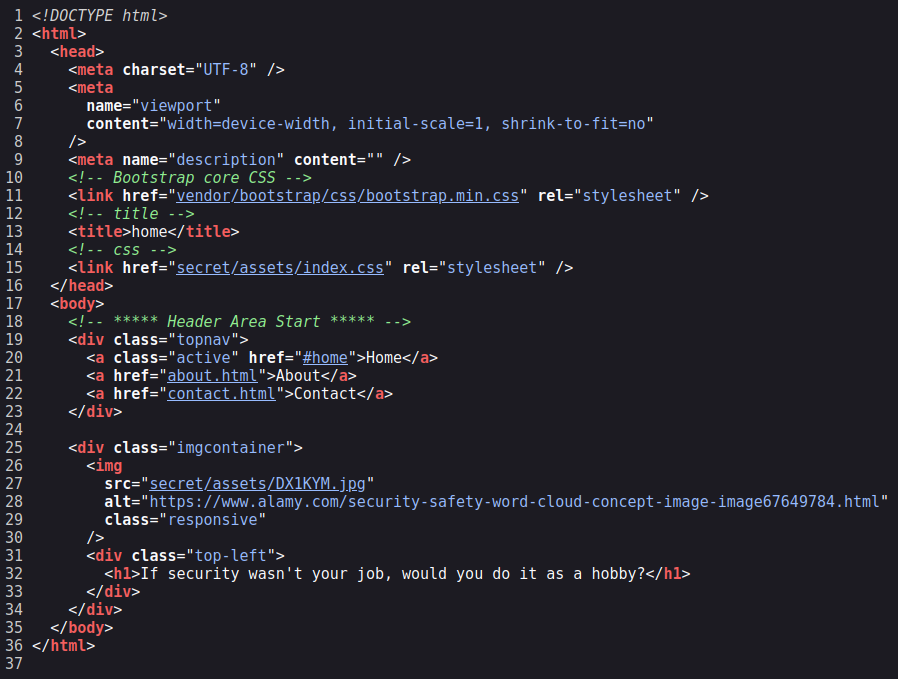 1 <!DOCTYPE html>
2 <html>
3   <head>
4     <meta charset="UTF-8" />
5     <meta
6       name="viewport"
7       content="width=device-width, initial-scale=1, shrink-to-fit=no"
8     />
9     <meta name="description" content="" />
10     <!-- Bootstrap core CSS -->
11     <link href="vendor/bootstrap/css/bootstrap.min.css" rel="stylesheet" />
12     <!-- title -->
13     <title>home</title>
14     <!-- css -->
15     <link href="secret/assets/index.css" rel="stylesheet" />
16   </head>
17   <body>
18     <!-- ***** Header Area Start ***** -->
19     <div class="topnav">
20       <a class="active" href="#home">Home</a>
21       <a href="about.html">About</a>
22       <a href="contact.html">Contact</a>
23     </div>
24
25     <div class="imgcontainer">
26       <img
27         src="secret/assets/DX1KYM.jpg"
28         alt="https://www.alamy.com/security-safety-word-cloud-concept-image-image67649784.html"
29         class="responsive"
30       />
31       <div class="top-left">
32         <h1>If security wasn't your job, would you do it as a hobby?</h1>
33       </div>
34     </div>
35   </body>
36 </html>
37